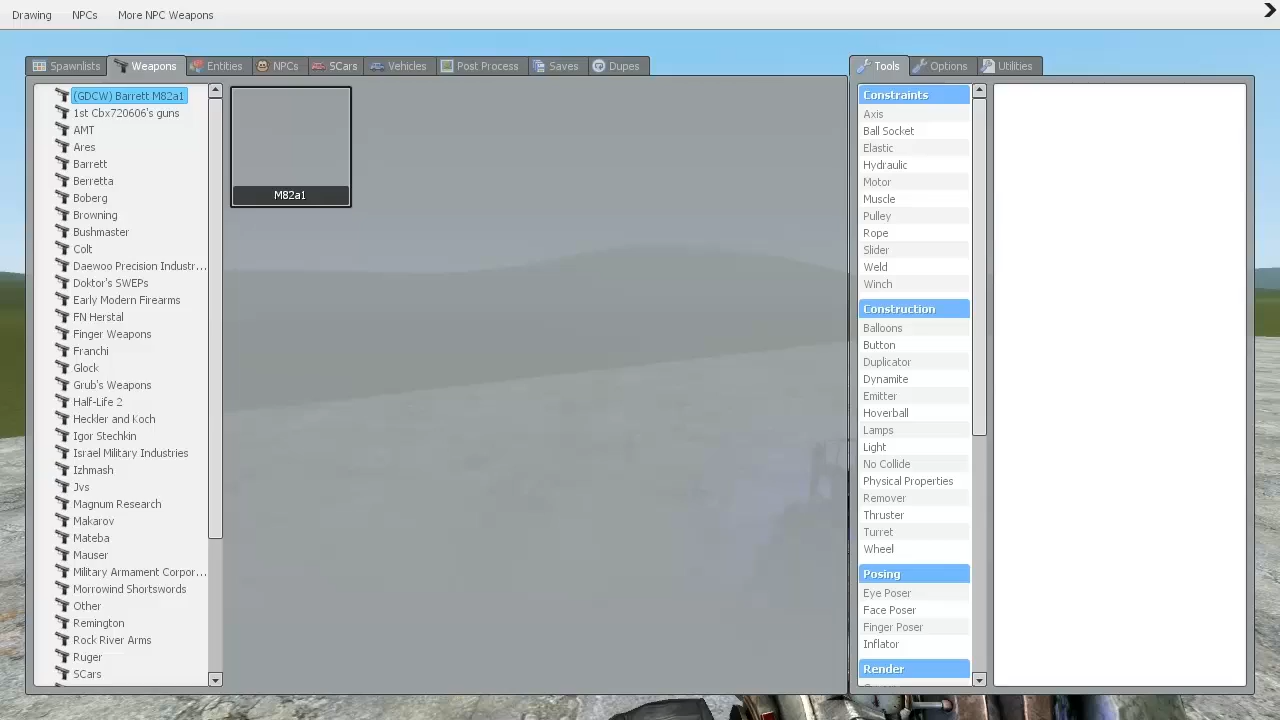 Drawing NPCs More NPC Weapons
Spawnlists Weapons Entities NPCs SCars Vehicles Post Process Saves Dupes
(GDCW) Barrett M82a1
1st Cbx720606's guns
AMT
Ares
Barrett
Berretta
Boberg
Browning
Bushmaster
Colt
Daewoo Precision Industr...
Doktor's SWEPs
Early Modern Firearms
FN Herstal
Finger Weapons
Franchi
Glock
Grub's Weapons
Half-Life 2
Heckler and Koch
Igor Stechkin
Israel Military Industries
Izhmash
Jvs
Magnum Research
Makarov
Mateba
Mauser
Military Armament Corpor...
Morrowind Shortswords
Other
Remington
Rock River Arms
Ruger
SCars
M82a1
Tools Options Utilities
Constraints
Axis
Ball Socket
Elastic
Hydraulic
Motor
Muscle
Pulley
Rope
Slider
Weld
Winch
Construction
Balloons
Button
Duplicator
Dynamite
Emitter
Hoverball
Lamps
Light
No Collide
Physical Properties
Remover
Thruster
Turret
Wheel
Posing
Eye Poser
Face Poser
Finger Poser
Inflator
Render